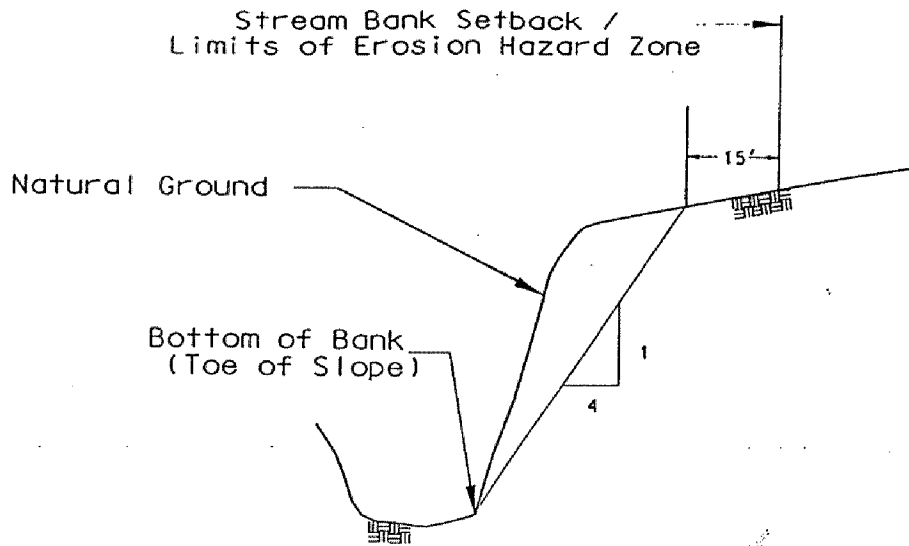 Stream Bank Setback /
Limits of Erosion Hazard Zone
15'
Natural Ground
Bottom of Bank
(Toe of Slope)
1
4